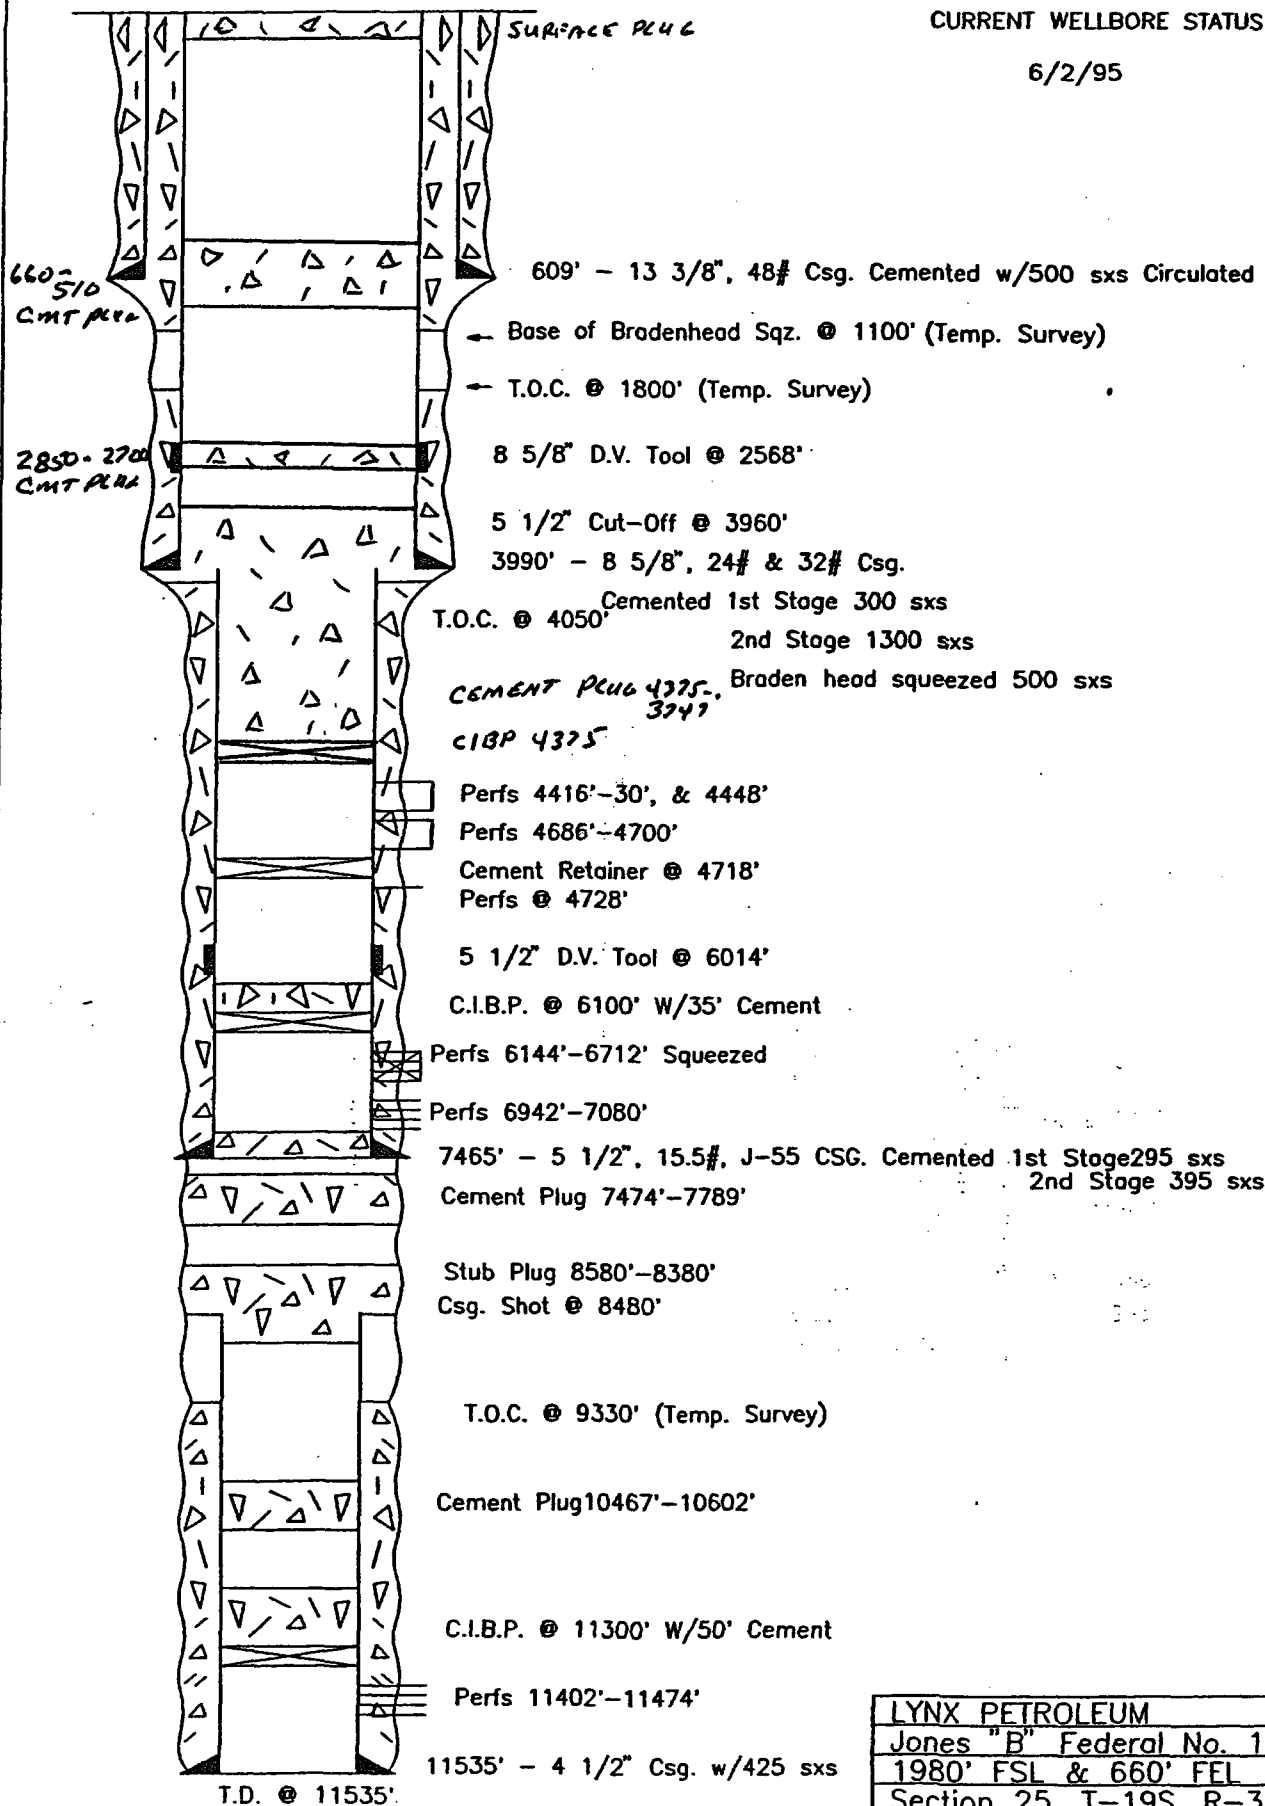 CURRENT WELLBORE STATUS
6/2/95
SURFACE PLUG
660-
510
CMT PLUG
609' - 13 3/8", 48# Csg. Cemented w/500 sxs Circulated
Base of Bradenhead Sqz. @ 1100' (Temp. Survey)
T.O.C. @ 1800' (Temp. Survey)
2850-2700
CMT PLUG
8 5/8" D.V. Tool @ 2568'
5 1/2" Cut-Off @ 3960'
3990' - 8 5/8", 24# & 32# Csg.
Cemented 1st Stage 300 sxs
T.O.C. @ 4050'
2nd Stage 1300 sxs
Braden head squeezed 500 sxs
CEMENT PLUG 4375-
3747
CIBP 4375
Perfs 4416'-30', & 4448'
Perfs 4686'-4700'
Cement Retainer @ 4718'
Perfs @ 4728'
5 1/2" D.V. Tool @ 6014'
C.I.B.P. @ 6100' W/35' Cement
Perfs 6144'-6712' Squeezed
Perfs 6942'-7080'
7465' - 5 1/2", 15.5#, J-55 CSG. Cemented 1st Stage295 sxs
2nd Stage 395 sxs
Cement Plug 7474'-7789'
Stub Plug 8580'-8380'
Csg. Shot @ 8480'
T.O.C. @ 9330' (Temp. Survey)
Cement Plug10467'-10602'
C.I.B.P. @ 11300' W/50' Cement
Perfs 11402'-11474'
11535' - 4 1/2" Csg. w/425 sxs
T.D. @ 11535'
LYNX PETROLEUM
Jones "B" Federal No. 1
1980' FSL & 660' FEL
Section 25, T-19S, R-3